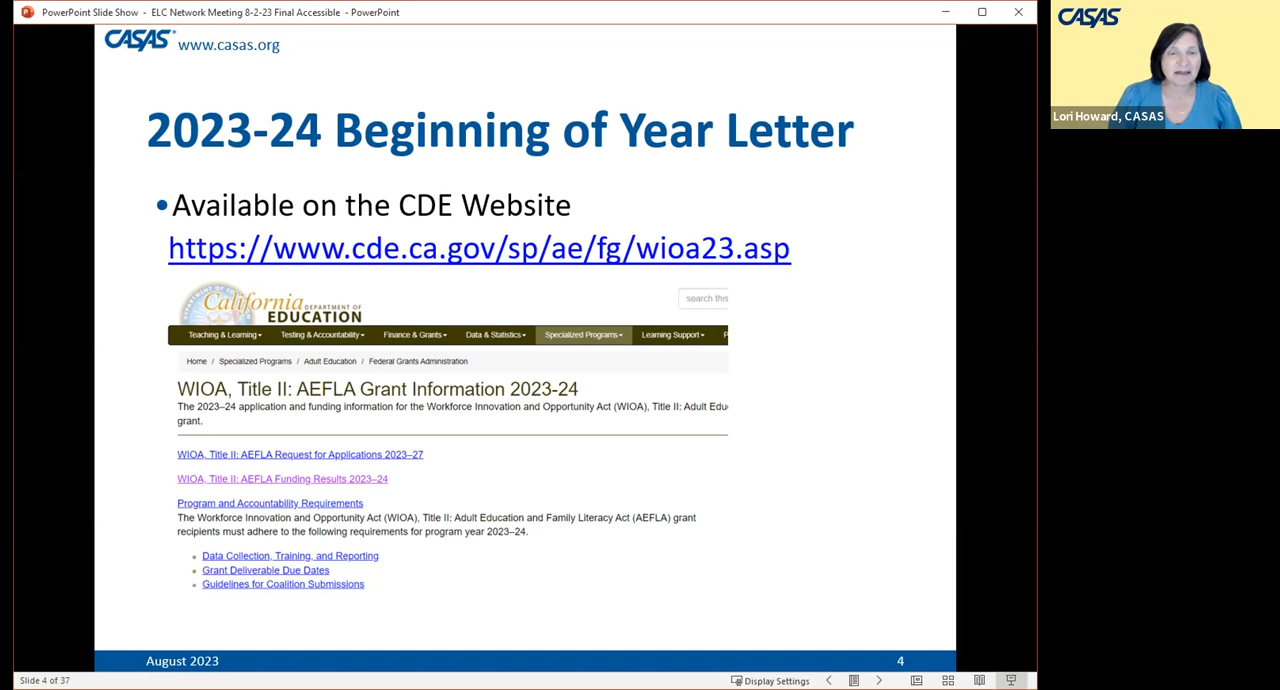 PowerPoint Slide Show - ELC Network Meeting 8-2-23 Final Accessible - PowerPoint
CASAS www.casas.org
2023-24 Beginning of Year Letter
•Available on the CDE Website
https://www.cde.ca.gov/sp/ae/fg/wioa23.asp
California DEPARTMENT OF
EDUCATION
search this
Teaching & Learning Testing & Accountability Finance & Grants Data & Statistics Specialized Programs Learning Support P
Home / Specialized Programs / Adult Education / Federal Grants Administration
WIOA, Title II: AEFLA Grant Information 2023-24
The 2023–24 application and funding information for the Workforce Innovation and Opportunity Act (WIOA), Title II: Adult Edu
grant.
WIOA, Title II: AEFLA Request for Applications 2023–27
WIOA, Title II: AEFLA Funding Results 2023–24
Program and Accountability Requirements
The Workforce Innovation and Opportunity Act (WIOA), Title II: Adult Education and Family Literacy Act (AEFLA) grant
recipients must adhere to the following requirements for program year 2023–24.
Data Collection, Training, and Reporting
Grant Deliverable Due Dates
Guidelines for Coalition Submissions
August 2023 4
Slide 4 of 37 Display Settings
CASAS
Lori Howard, CASAS